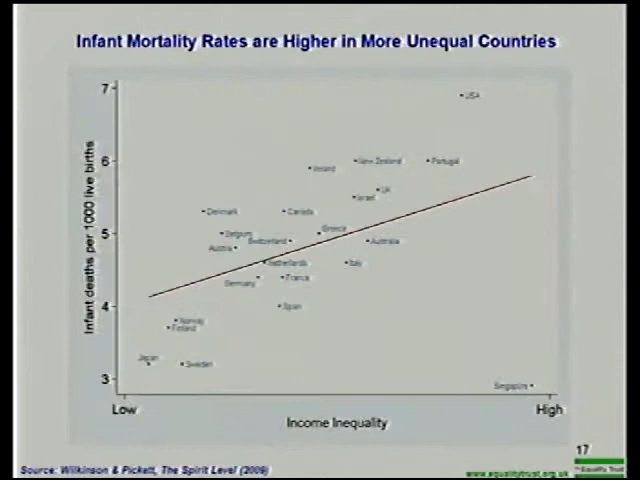 Infant Mortality Rates are Higher in More Unequal Countries
7
USA
6
New Zealand
Portugal
Ireland
UK
Israel
Denmark
Canada
Greece
5
Belgium
Switzerland
Australia
Austria
Netherlands
Italy
Germany
France
4
Spain
Norway
Finland
Japan
Sweden
3
Singapore
Infant deaths per 1000 live births
Low
High
Income Inequality
17
Source: Wilkinson & Pickett, The Spirit Level (2009)
www.equalitytrust.org.uk
Equality Trust